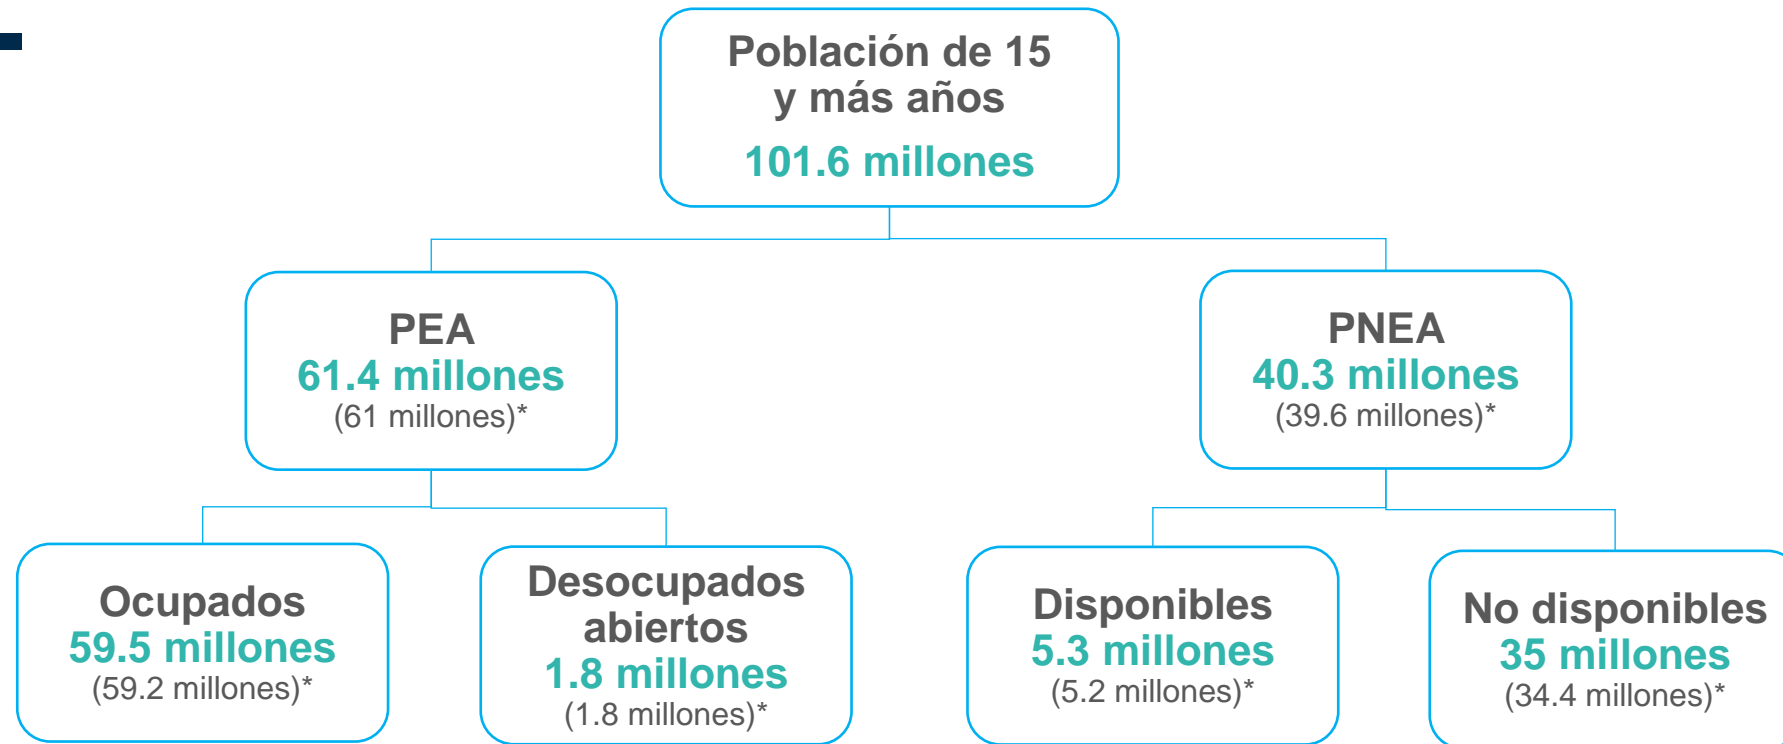 Población de 15
y más años
101.6 millones
PEA
61.4 millones
(61 millones)*
PNEA
40.3 millones
(39.6 millones)*
Ocupados
59.5 millones
(59.2 millones)*
Desocupados
abiertos
1.8 millones
(1.8 millones)*
Disponibles
5.3 millones
(5.2 millones)*
No disponibles
35 millones
(34.4 millones)*